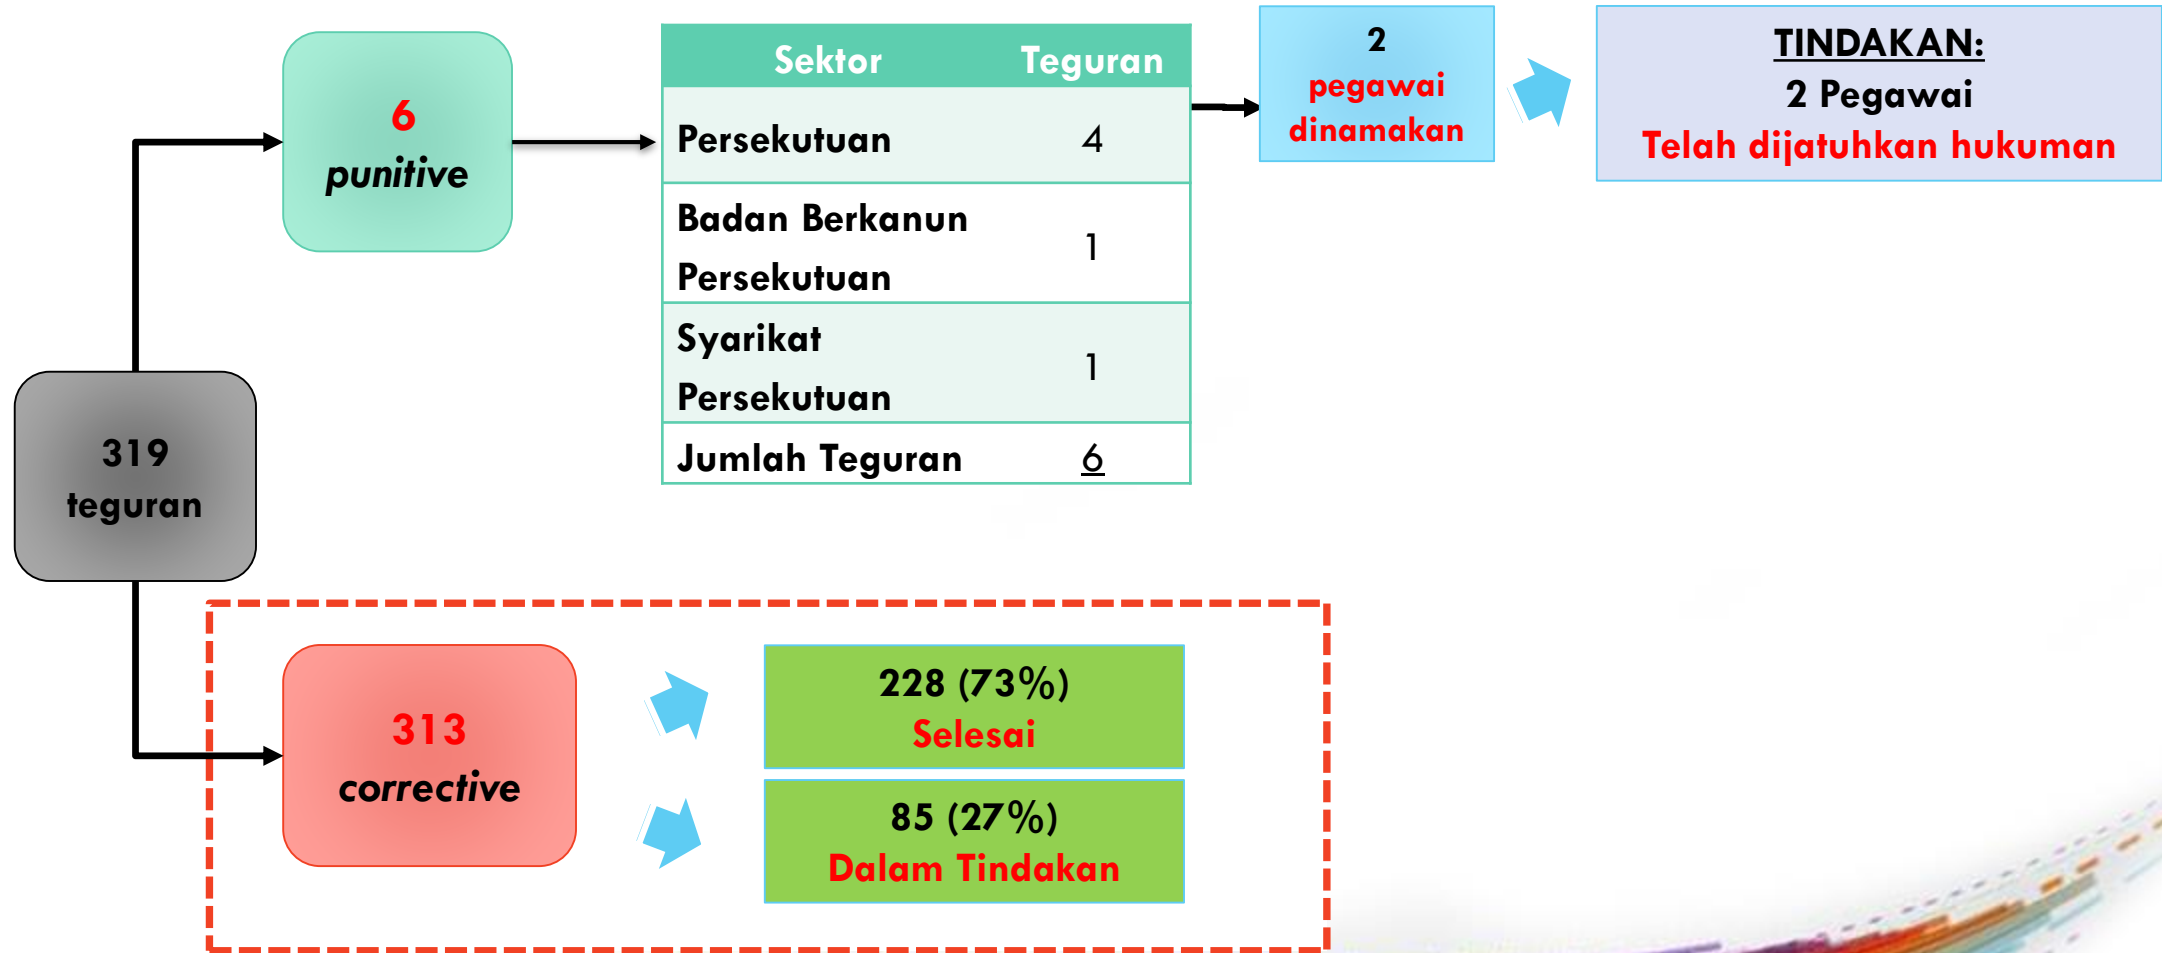 319
teguran
6
punitive
Sektor Teguran
Persekutuan 4
Badan Berkanun
Persekutuan
1
Syarikat
Persekutuan
1
Jumlah Teguran 6
2
pegawai
dinamakan
TINDAKAN:
2 Pegawai
Telah dijatuhkan hukuman
313
corrective
228 (73%)
Selesai
85 (27%)
Dalam Tindakan